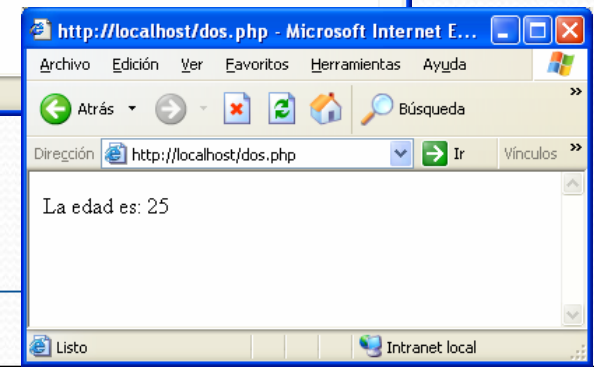 http://localhost/dos.php - Microsoft Internet E...
Archivo Edición Ver Favoritos Herramientas Ayuda
Atrás Búsqueda »
Dirección http://localhost/dos.php Ir Vínculos »
La edad es: 25
Listo Intranet local